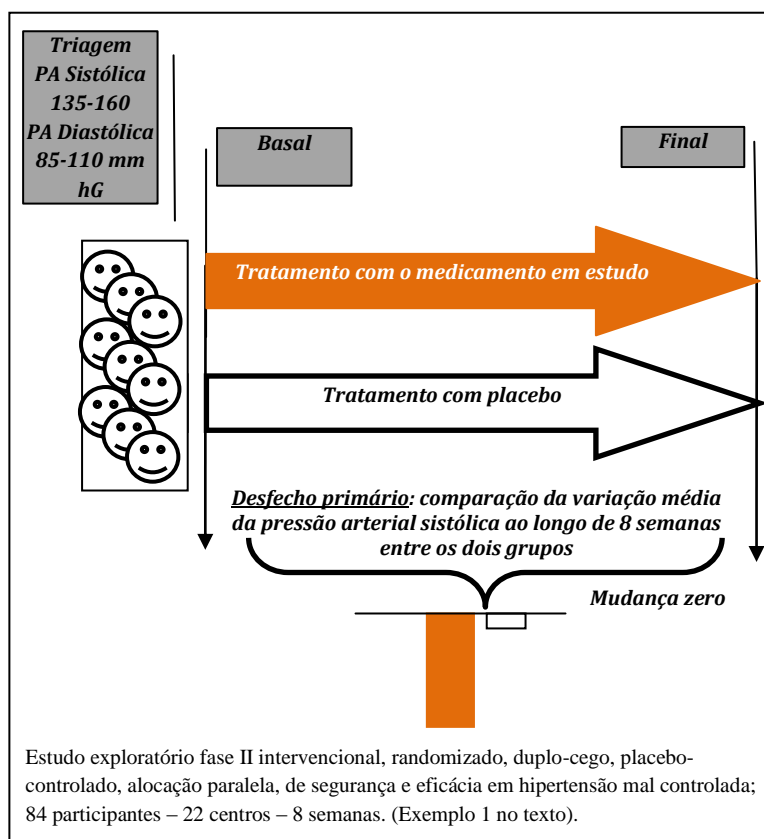 Triagem
PA Sistólica
135-160
PA Diastólica
85-110 mm
hG
Basal
Final
Tratamento com o medicamento em estudo
Tratamento com placebo
Desfecho primário: comparação da variação média
da pressão arterial sistólica ao longo de 8 semanas
entre os dois grupos
Mudança zero
Estudo exploratório fase II intervencional, randomizado, duplo-cego, placebo-
controlado, alocação paralela, de segurança e eficácia em hipertensão mal controlada;
84 participantes – 22 centros – 8 semanas. (Exemplo 1 no texto).